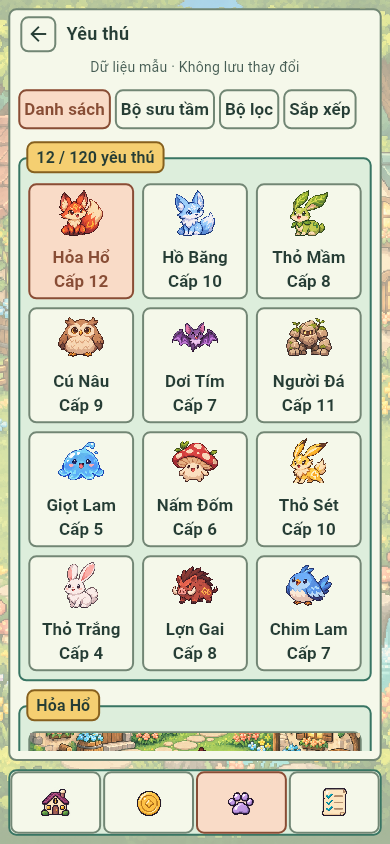 Yêu thú
Dữ liệu mẫu · Không lưu thay đổi
Danh sách
Bộ sưu tầm
Bộ lọc
Sắp xếp
12 / 120 yêu thú
Hỏa Hổ
Cấp 12
Hồ Băng
Cấp 10
Thỏ Mầm
Cấp 8
Cú Nâu
Cấp 9
Dơi Tím
Cấp 7
Người Đá
Cấp 11
Giọt Lam
Cấp 5
Nấm Đốm
Cấp 6
Thỏ Sét
Cấp 10
Thỏ Trắng
Cấp 4
Lợn Gai
Cấp 8
Chim Lam
Cấp 7
Hỏa Hổ